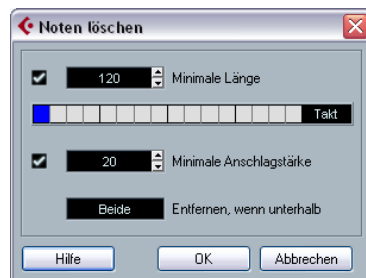 Noten löschen
120 Minimale Länge
Takt
20 Minimale Anschlagstärke
Beide Entfernen, wenn unterhalb
Hilfe OK Abbrechen